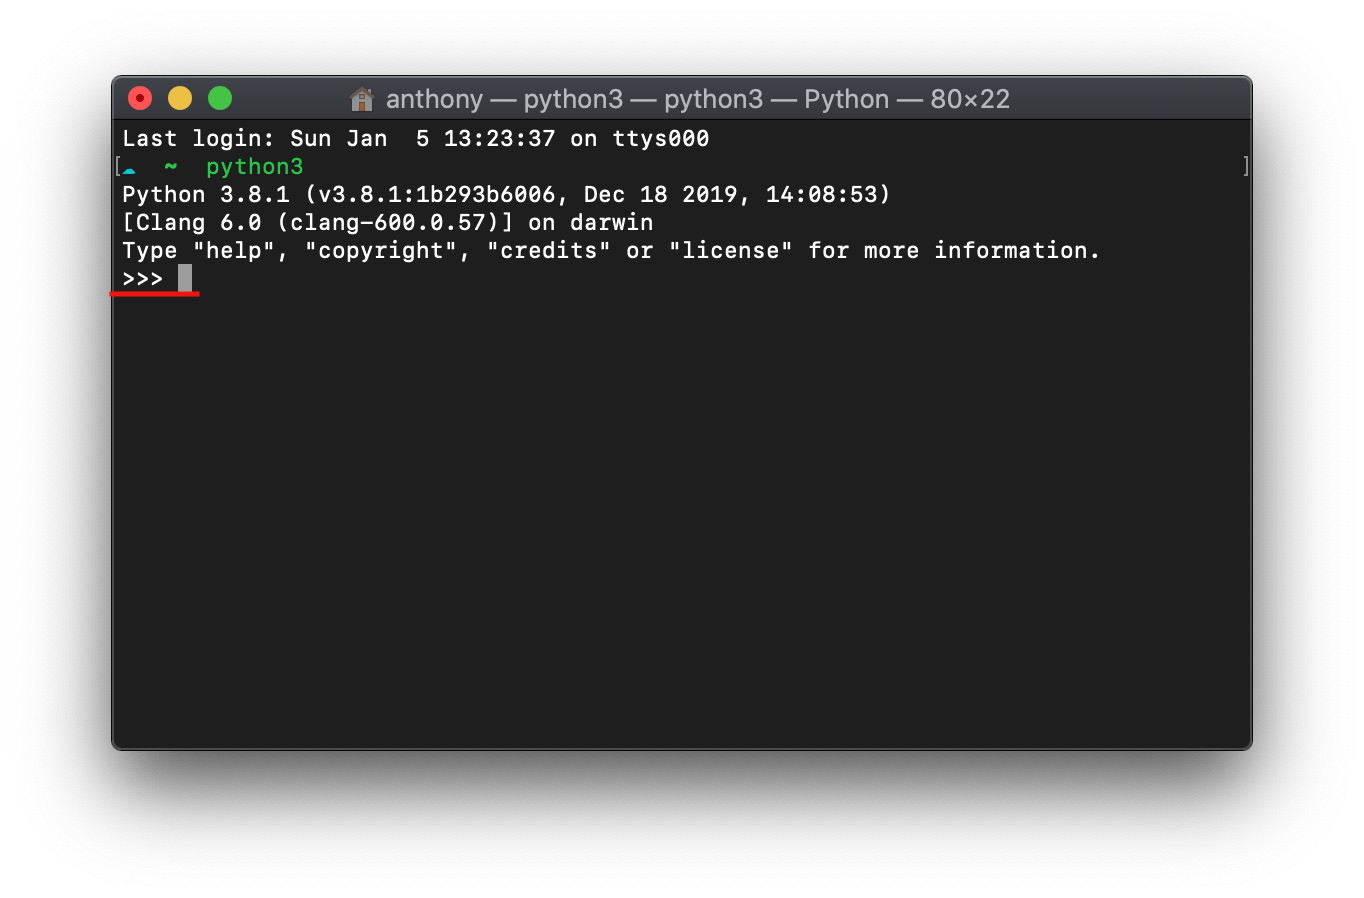 anthony — python3 — python3 — Python — 80×22
Last login: Sun Jan  5 13:23:37 on ttys000
[☁  ~  python3 ]
Python 3.8.1 (v3.8.1:1b293b6006, Dec 18 2019, 14:08:53)
[Clang 6.0 (clang-600.0.57)] on darwin
Type "help", "copyright", "credits" or "license" for more information.
>>>